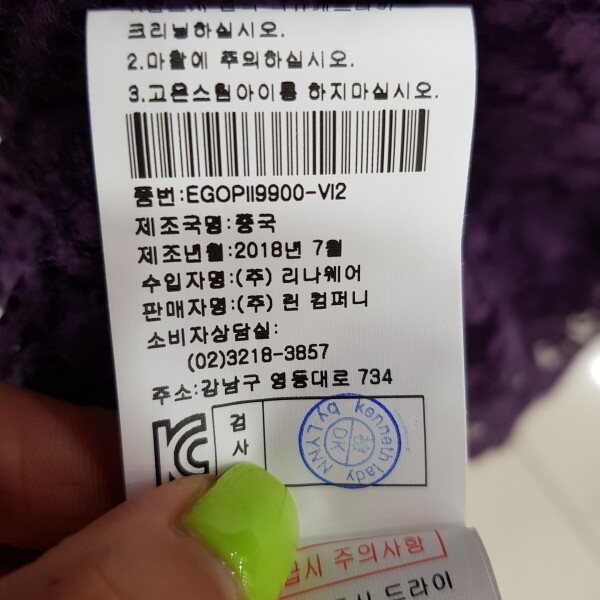 크리닝하십시오.
2.마찰에 주의하십시오.
3.고온스팀아이롱 하지마십시오.
품번:EGOPII9900-VI2
제조국명:중국
제조년월:2018년 7월
수입자명:(주) 리나웨어
판매자명:(주) 린 컴퍼니
소비자상담실:
(02)3218-3857
주소:강남구 영동대로 734
검사
kenneth lady
by LYNN
OK
주의사항
드라이